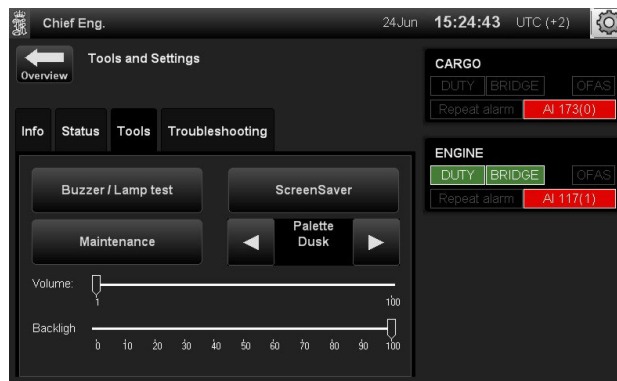 Chief Eng. 24Jun 15:24:43 UTC (+2)
Overview
Tools and Settings
Info Status Tools Troubleshooting
Buzzer / Lamp test ScreenSaver
Maintenance Palette
Dusk
Volume:
1 100
Backligh
0 10 20 30 40 50 60 70 80 90 100
CARGO
DUTY BRIDGE OFAS
Repeat alarm Al 173(0)
ENGINE
DUTY BRIDGE OFAS
Repeat alarm Al 117(1)